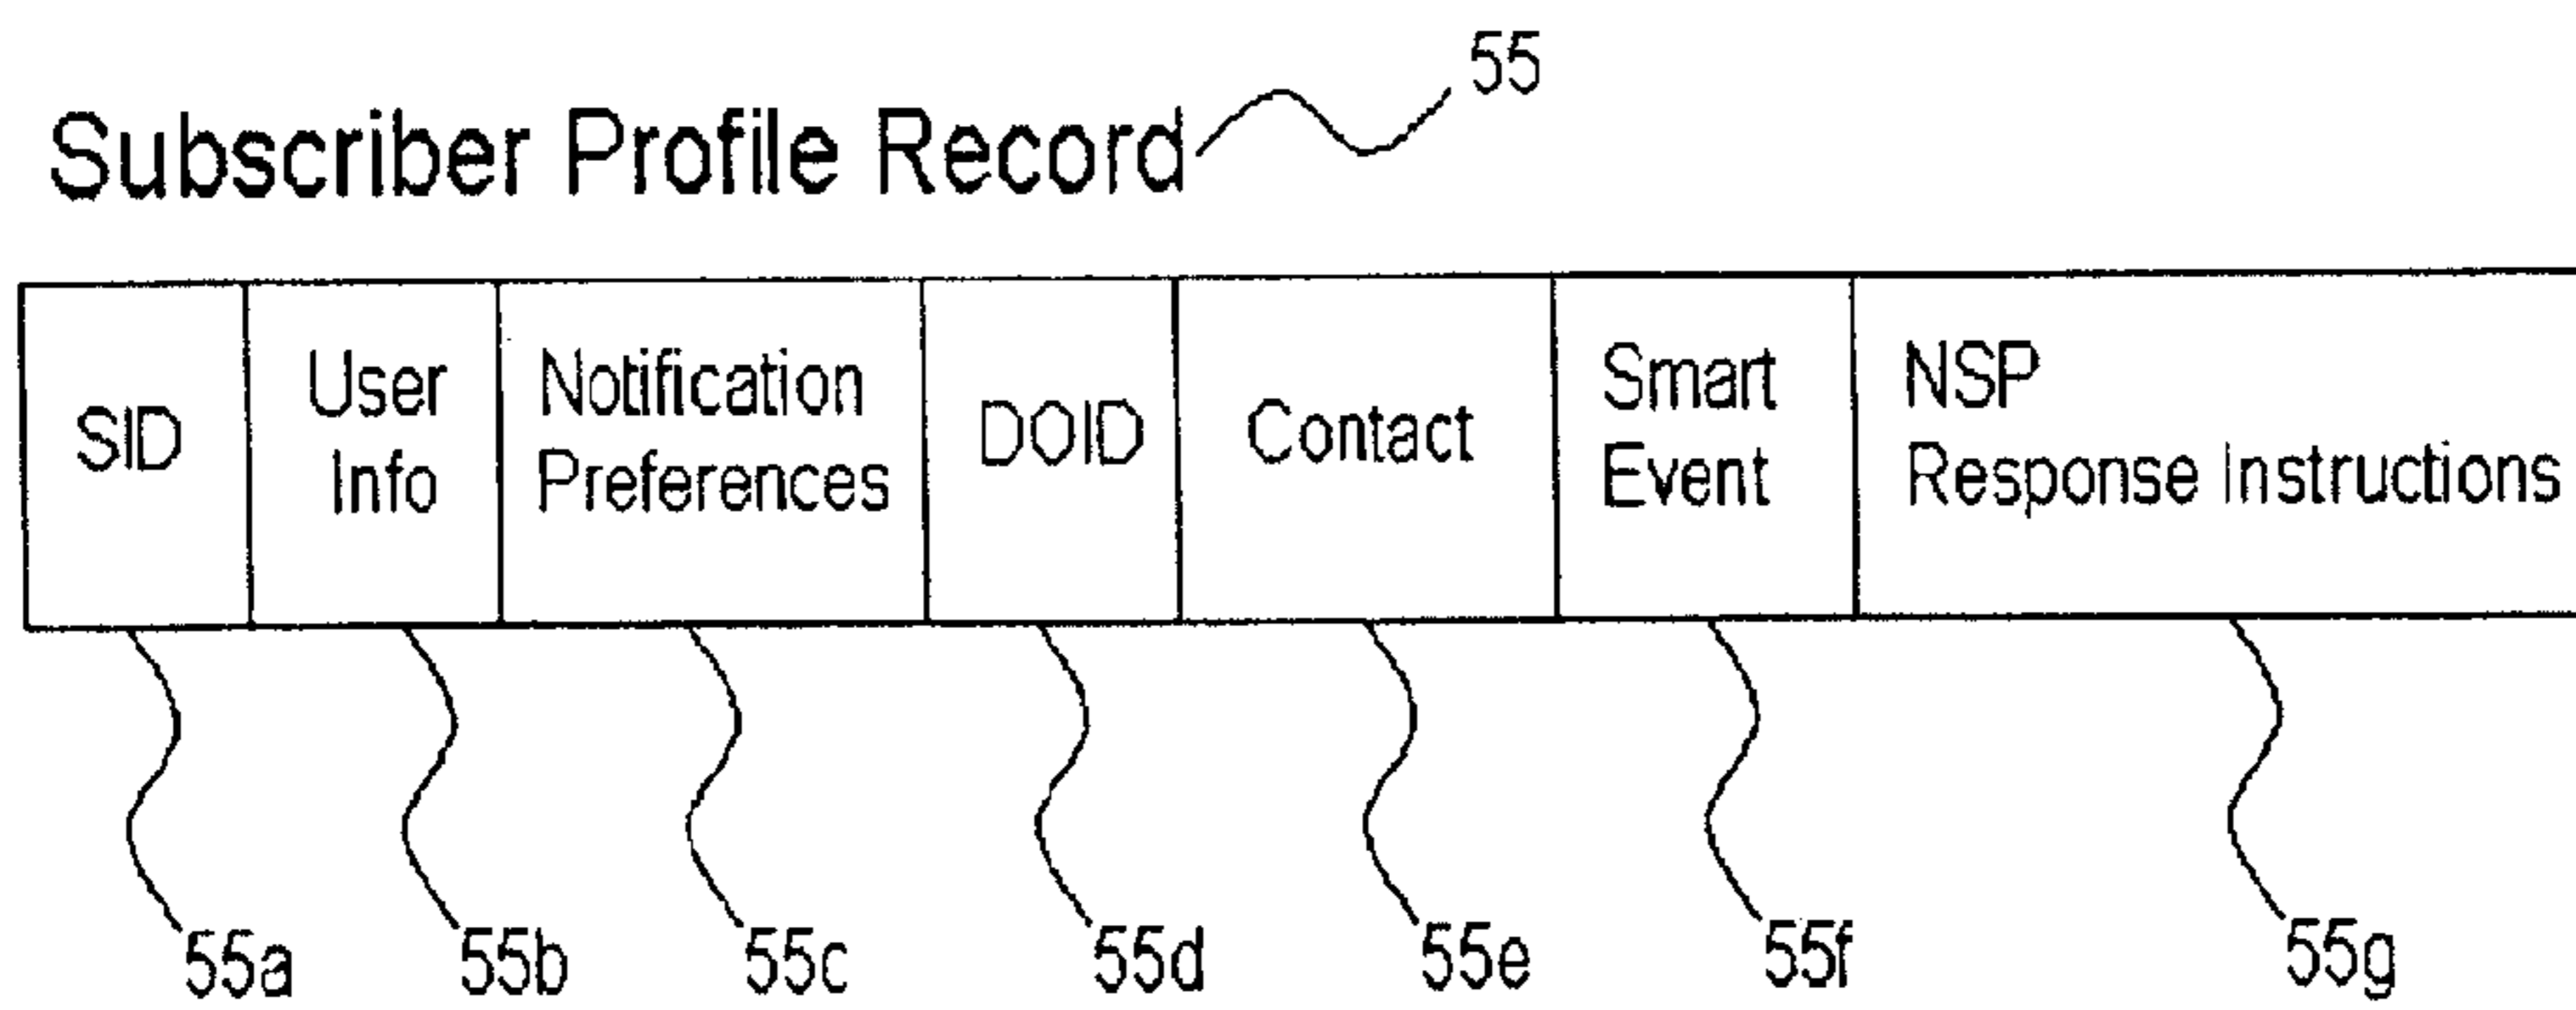 55
Subscriber Profile Record
SID
User
Info
Notification
Preferences
DOID
Contact
Smart
Event
NSP
Response Instructions
55a
55b
55c
55d
55e
55f
55g